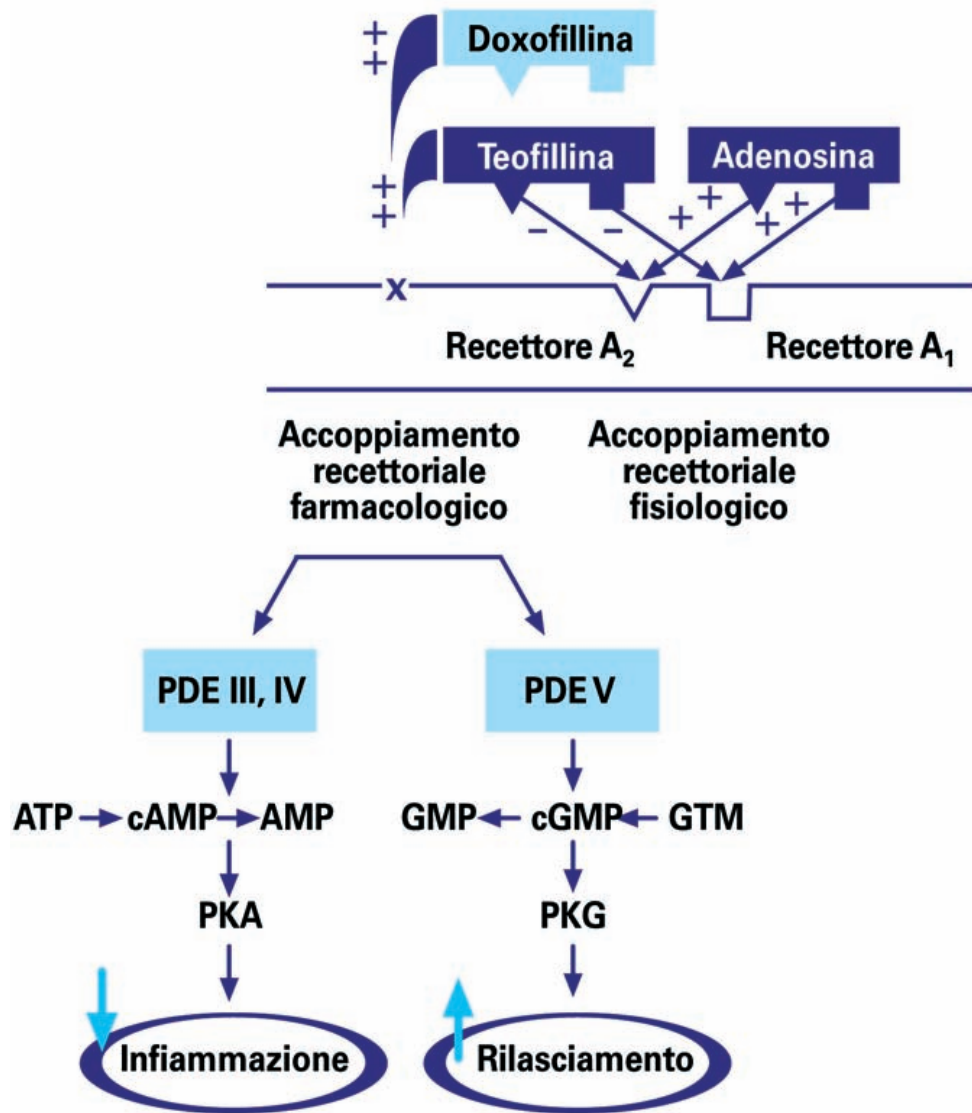 ++
Doxofillina
++
Teofillina
Adenosina
– – + + + +
x
Recettore A₂
Recettore A₁
Accoppiamento
recettoriale
farmacologico
Accoppiamento
recettoriale
fisiologico
PDE III, IV
PDE V
ATP cAMP AMP
GMP cGMP GTM
PKA
PKG
Infiammazione
Rilasciamento